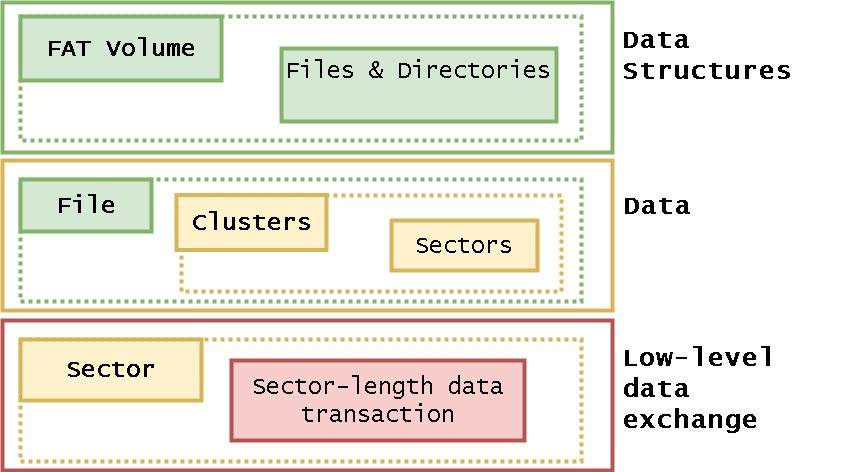 FAT Volume
Files & Directories
Data
Structures
File
Clusters
Sectors
Data
Sector
Sector-length data
transaction
Low-level
data
exchange